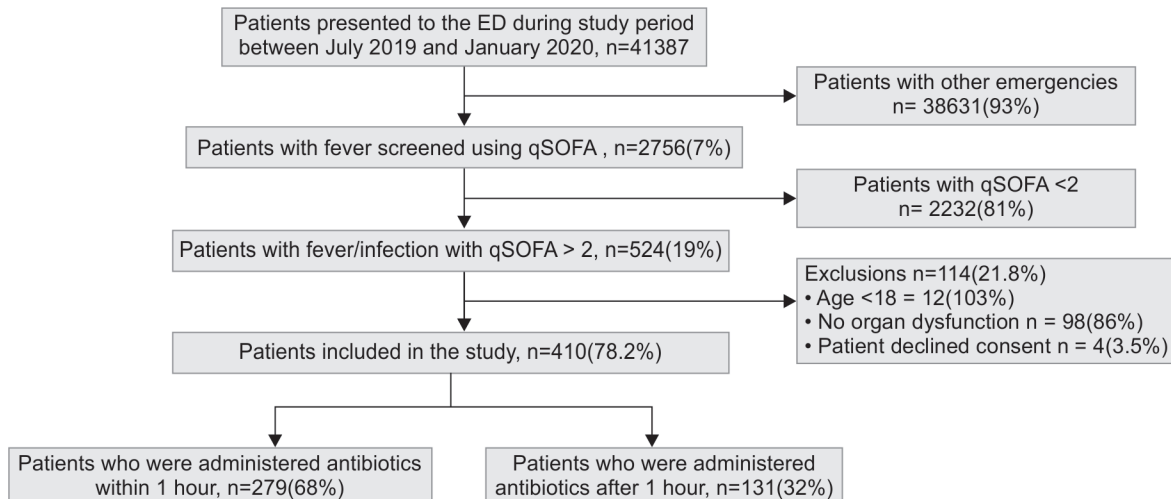 Patients presented to the ED during study period
between July 2019 and January 2020, n=41387
Patients with other emergencies
n= 38631(93%)
Patients with fever screened using qSOFA , n=2756(7%)
Patients with qSOFA <2
n= 2232(81%)
Patients with fever/infection with qSOFA > 2, n=524(19%)
Exclusions n=114(21.8%)
• Age <18 = 12(103%)
• No organ dysfunction n = 98(86%)
• Patient declined consent n = 4(3.5%)
Patients included in the study, n=410(78.2%)
Patients who were administered antibiotics
within 1 hour, n=279(68%)
Patients who were administered
antibiotics after 1 hour, n=131(32%)